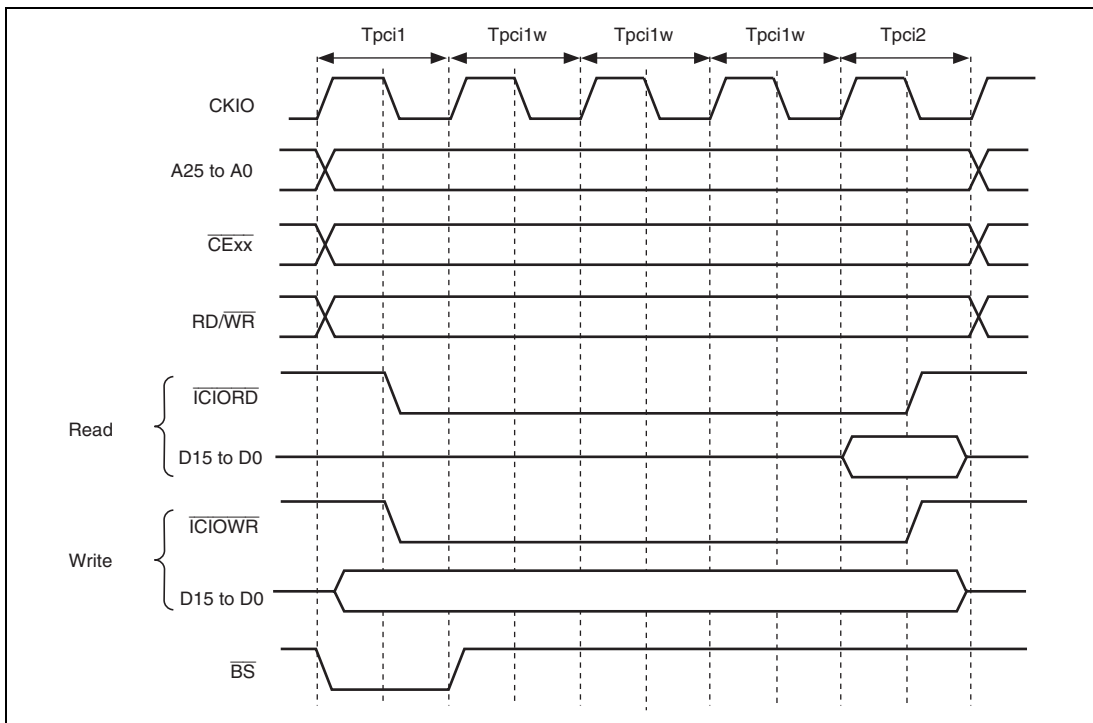 Tpci1 Tpci1w Tpci1w Tpci1w Tpci2
CKIO
A25 to A0
CExx
RD/WR
Read
ICIORD
D15 to D0
Write
ICIOWR
D15 to D0
BS